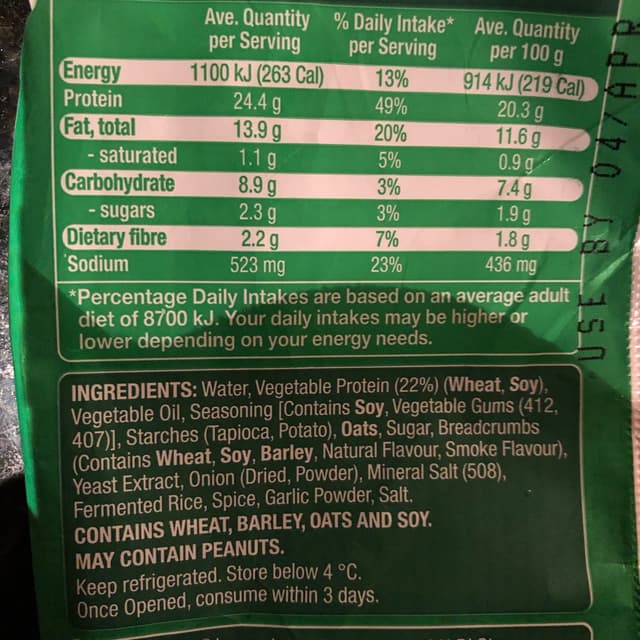 Ave. Quantity per Serving % Daily Intake* per Serving Ave. Quantity per 100 g
Energy 1100 kJ (263 Cal) 13% 914 kJ (219 Cal)
Protein 24.4 g 49% 20.3 g
Fat, total 13.9 g 20% 11.6 g
- saturated 1.1 g 5% 0.9 g
Carbohydrate 8.9 g 3% 7.4 g
- sugars 2.3 g 3% 1.9 g
Dietary fibre 2.2 g 7% 1.8 g
Sodium 523 mg 23% 436 mg
*Percentage Daily Intakes are based on an average adult
diet of 8700 kJ. Your daily intakes may be higher or
lower depending on your energy needs.
INGREDIENTS: Water, Vegetable Protein (22%) (Wheat, Soy),
Vegetable Oil, Seasoning [Contains Soy, Vegetable Gums (412,
407)], Starches (Tapioca, Potato), Oats, Sugar, Breadcrumbs
(Contains Wheat, Soy, Barley, Natural Flavour, Smoke Flavour),
Yeast Extract, Onion (Dried, Powder), Mineral Salt (508),
Fermented Rice, Spice, Garlic Powder, Salt.
CONTAINS WHEAT, BARLEY, OATS AND SOY.
MAY CONTAIN PEANUTS.
Keep refrigerated. Store below 4 °C.
Once Opened, consume within 3 days.
USE BY 04/APR